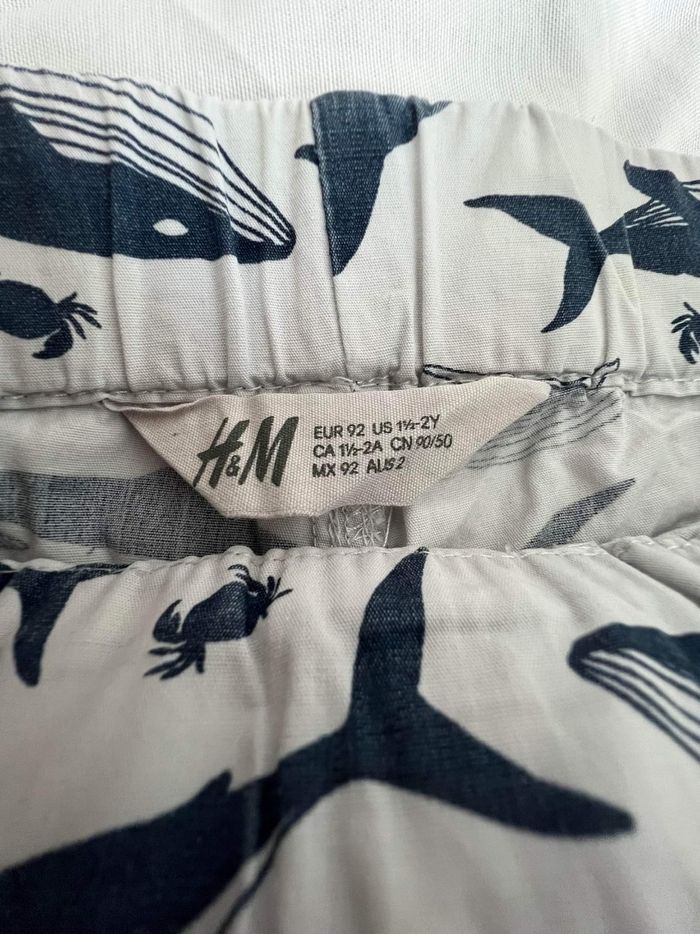 H&M
EUR 92 US 1½-2Y
CA 1½-2A CN 90/50
MX 92 AUS 2